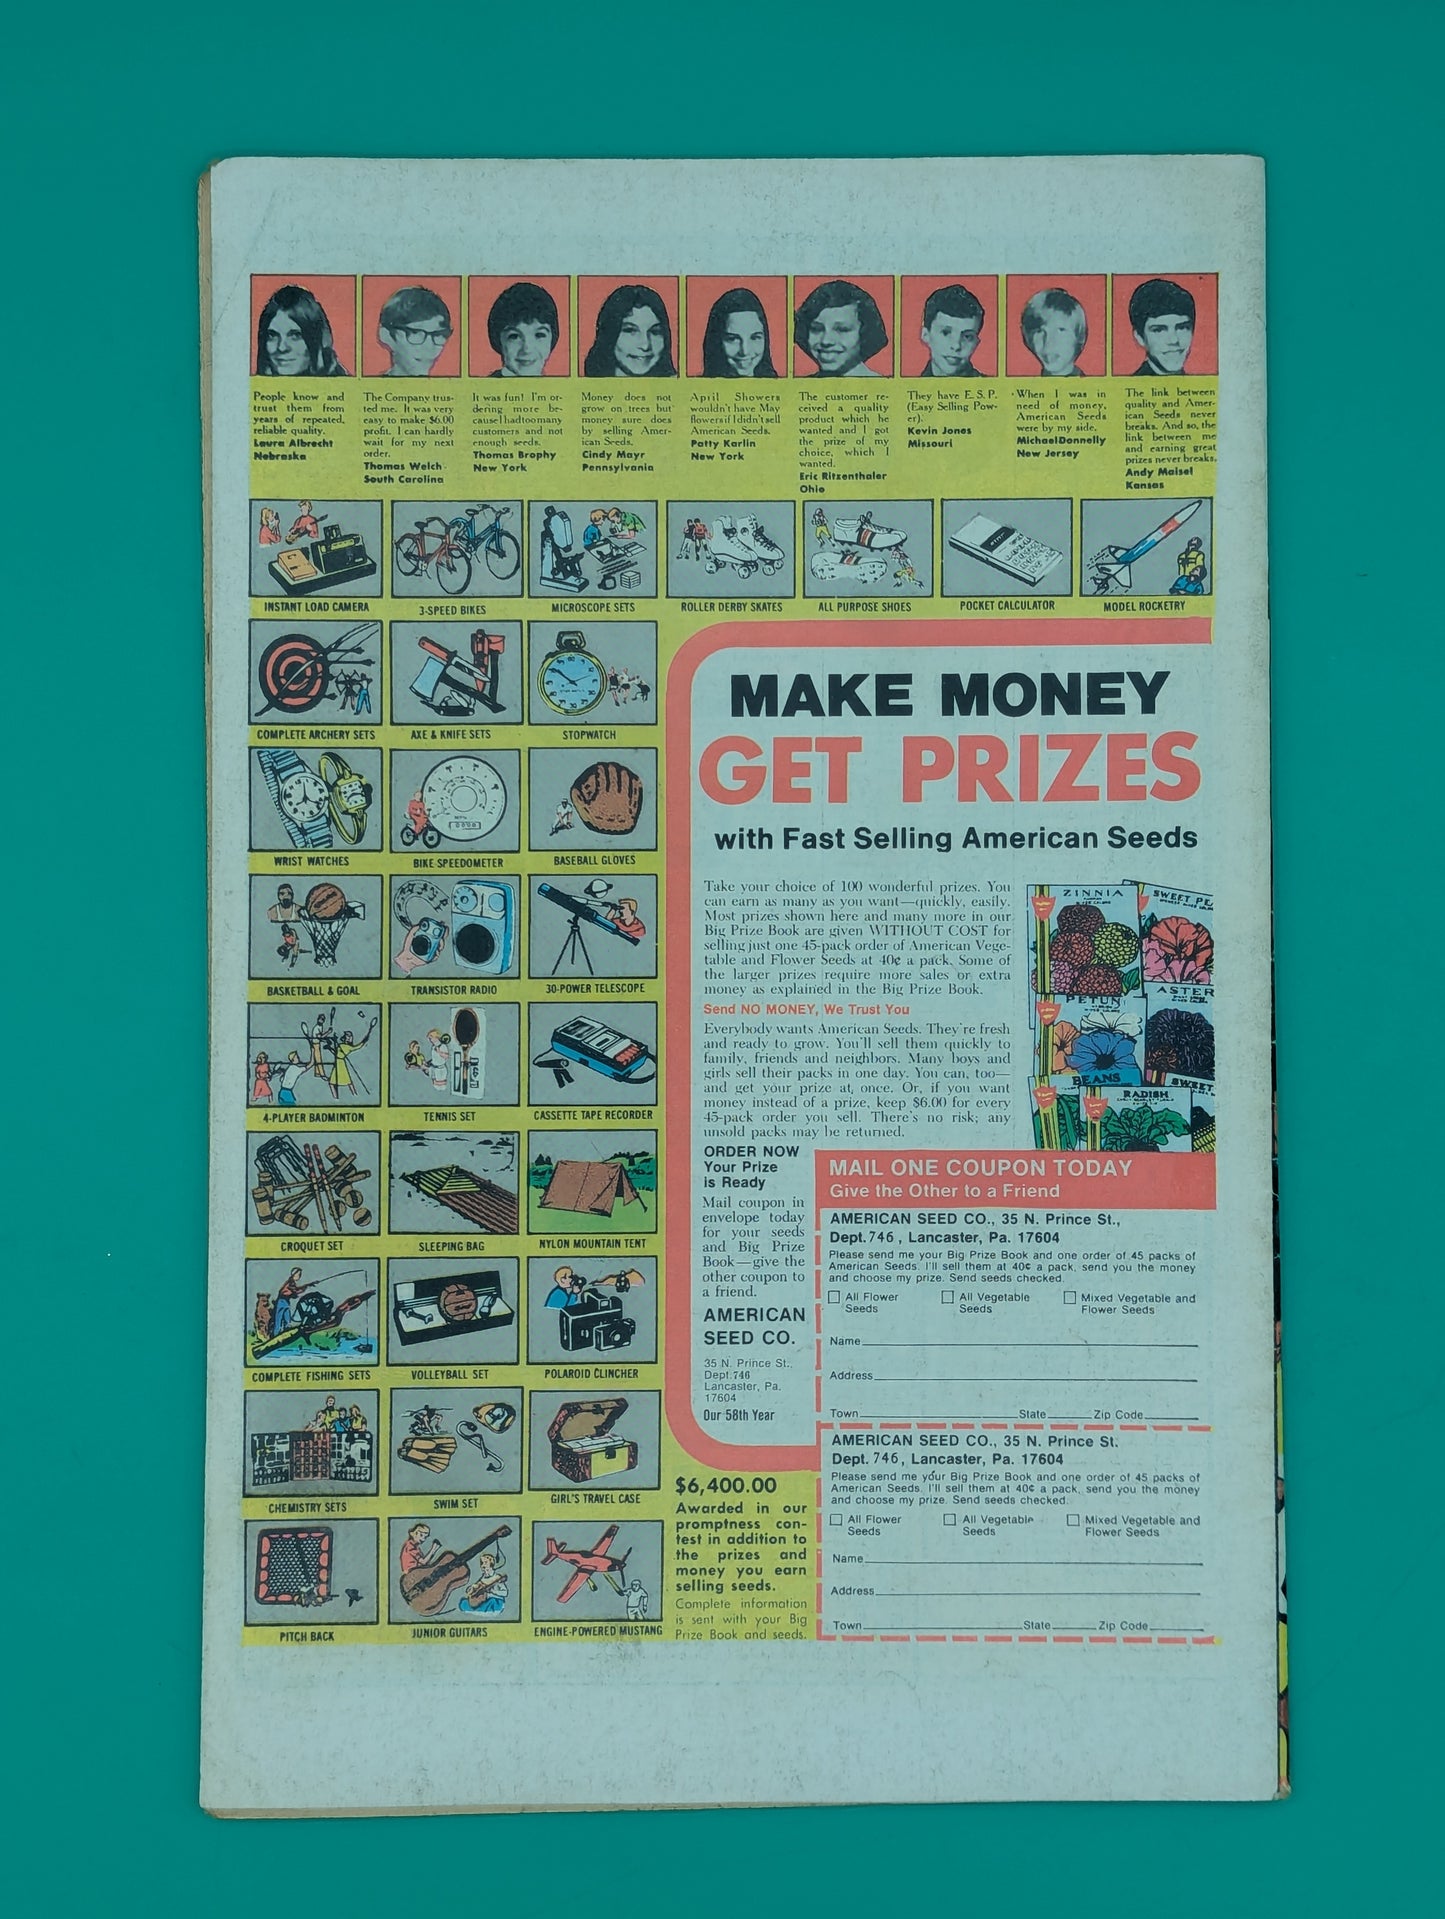 People know and
trust them from
years of repeated,
reliable quality.
Laura Albrecht
Nebraska
The Company trus-
ted me. It was very
easy to make $6.00
profit. I can hardly
wait for my next
order.
Thomas Welch
South Carolina
It was fun! I'm or-
dering more be-
cause I had too many
customers and not
enough seeds.
Thomas Brophy
New York
Money does not
grow on trees but
money sure does
by selling Amer-
ican Seeds.
Cindy Mayr
Pennsylvania
April Showers
wouldn't have May
flowers if I didn't sell
American Seeds.
Patty Karlin
New York
The customer re-
ceived a quality
product which he
wanted and I got
the prize of my
choice, which I
wanted.
Eric Ritzenthaler
Ohio
They have E.S.P.
(Easy Selling Pow-
er).
Kevin Jones
Missouri
When I was in
need of money,
American Seeds
were by my side.
Michael Donnelly
New Jersey
The link between
quality and Amer-
ican Seeds never
breaks. And so, the
link between me
and earning great
prizes never breaks.
Andy Maisel
Kansas
INSTANT LOAD CAMERA
3-SPEED BIKES
MICROSCOPE SETS
ROLLER DERBY SKATES
ALL PURPOSE SHOES
POCKET CALCULATOR
MODEL ROCKETRY
COMPLETE ARCHERY SETS
AXE & KNIFE SETS
STOPWATCH
WRIST WATCHES
BIKE SPEEDOMETER
BASEBALL GLOVES
BASKETBALL & GOAL
TRANSISTOR RADIO
30-POWER TELESCOPE
4-PLAYER BADMINTON
TENNIS SET
CASSETTE TAPE RECORDER
CROQUET SET
SLEEPING BAG
NYLON MOUNTAIN TENT
COMPLETE FISHING SETS
VOLLEYBALL SET
POLAROID CLINCHER
CHEMISTRY SETS
SWIM SET
GIRL'S TRAVEL CASE
PITCH BACK
JUNIOR GUITARS
ENGINE-POWERED MUSTANG
MAKE MONEY
GET PRIZES
with Fast Selling American Seeds
Take your choice of 100 wonderful prizes. You
can earn as many as you want—quickly, easily.
Most prizes shown here and many more in our
Big Prize Book are given WITHOUT COST for
selling just one 45-pack order of American Vege-
table and Flower Seeds at 40¢ a pack. Some of
the larger prizes require more sales or extra
money as explained in the Big Prize Book.
Send NO MONEY, We Trust You
Everybody wants American Seeds. They're fresh
and ready to grow. You'll sell them quickly to
family, friends and neighbors. Many boys and
girls sell their packs in one day. You can, too—
and get your prize at once. Or, if you want
money instead of a prize, keep $6.00 for every
45-pack order you sell. There's no risk; any
unsold packs may be returned.
ZINNIA
SWEET PE
PETUN
ASTER
BEANS
SWEET
RADISH
ORDER NOW
Your Prize
is Ready
Mail coupon in
envelope today
for your seeds
and Big Prize
Book—give the
other coupon to
a friend.
AMERICAN
SEED CO.
35 N. Prince St.,
Dept. 746
Lancaster, Pa.
17604
Our 58th Year
MAIL ONE COUPON TODAY
Give the Other to a Friend
AMERICAN SEED CO., 35 N. Prince St.,
Dept. 746, Lancaster, Pa. 17604
Please send me your Big Prize Book and one order of 45 packs of
American Seeds. I'll sell them at 40¢ a pack, send you the money
and choose my prize. Send seeds checked.
All Flower
Seeds
All Vegetable
Seeds
Mixed Vegetable and
Flower Seeds
Name
Address
Town State Zip Code
AMERICAN SEED CO., 35 N. Prince St.
Dept. 746, Lancaster, Pa. 17604
Please send me your Big Prize Book and one order of 45 packs of
American Seeds. I'll sell them at 40¢ a pack, send you the money
and choose my prize. Send seeds checked.
All Flower
Seeds
All Vegetable
Seeds
Mixed Vegetable and
Flower Seeds
Name
Address
Town State Zip Code
$6,400.00
Awarded in our
promptness con-
test in addition to
the prizes and
money you earn
selling seeds.
Complete information
is sent with your Big
Prize Book and seeds.